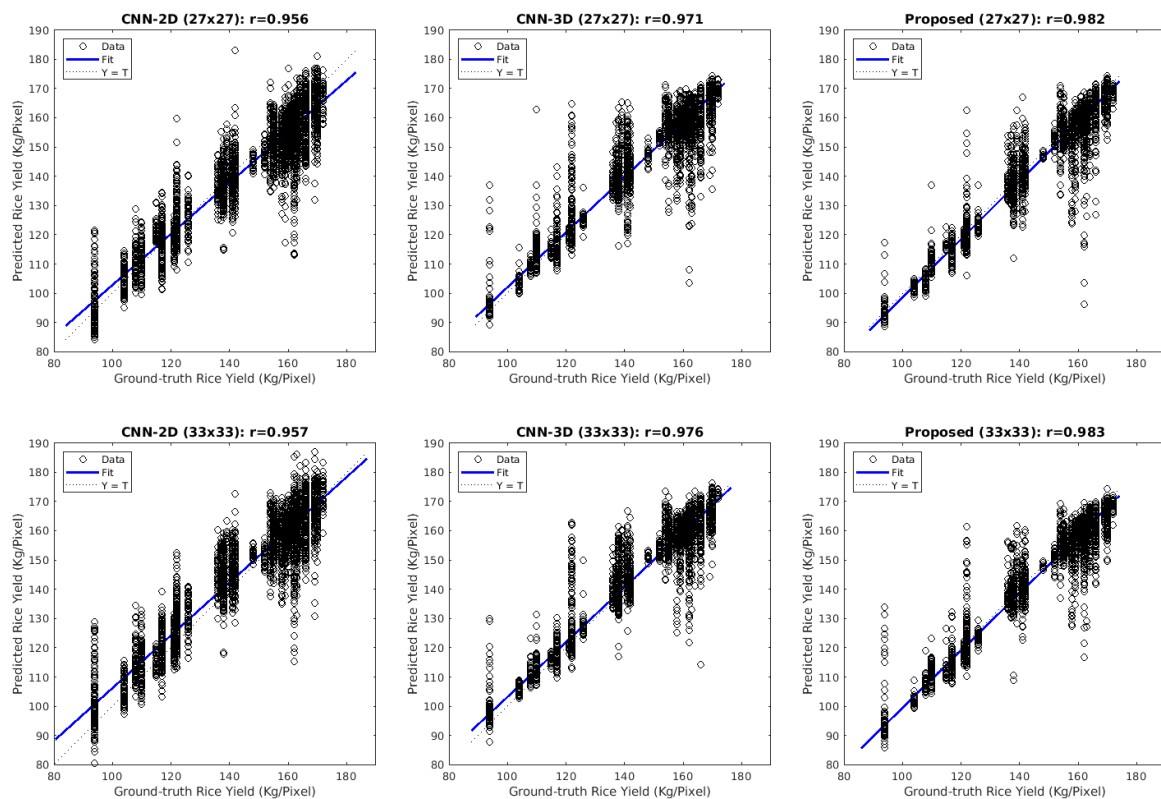 CNN-2D (27x27): r=0.956
Predicted Rice Yield (Kg/Pixel)
190
180
170
160
150
140
130
120
110
100
90
80
Data
Fit
Y = T
80 100 120 140 160 180
Ground-truth Rice Yield (Kg/Pixel)
CNN-3D (27x27): r=0.971
Predicted Rice Yield (Kg/Pixel)
190
180
170
160
150
140
130
120
110
100
90
80
Data
Fit
Y = T
80 100 120 140 160 180
Ground-truth Rice Yield (Kg/Pixel)
Proposed (27x27): r=0.982
Predicted Rice Yield (Kg/Pixel)
190
180
170
160
150
140
130
120
110
100
90
80
Data
Fit
Y = T
80 100 120 140 160 180
Ground-truth Rice Yield (Kg/Pixel)
CNN-2D (33x33): r=0.957
Predicted Rice Yield (Kg/Pixel)
190
180
170
160
150
140
130
120
110
100
90
80
Data
Fit
Y = T
80 100 120 140 160 180
Ground-truth Rice Yield (Kg/Pixel)
CNN-3D (33x33): r=0.976
Predicted Rice Yield (Kg/Pixel)
190
180
170
160
150
140
130
120
110
100
90
80
Data
Fit
Y = T
80 100 120 140 160 180
Ground-truth Rice Yield (Kg/Pixel)
Proposed (33x33): r=0.983
Predicted Rice Yield (Kg/Pixel)
190
180
170
160
150
140
130
120
110
100
90
80
Data
Fit
Y = T
80 100 120 140 160 180
Ground-truth Rice Yield (Kg/Pixel)